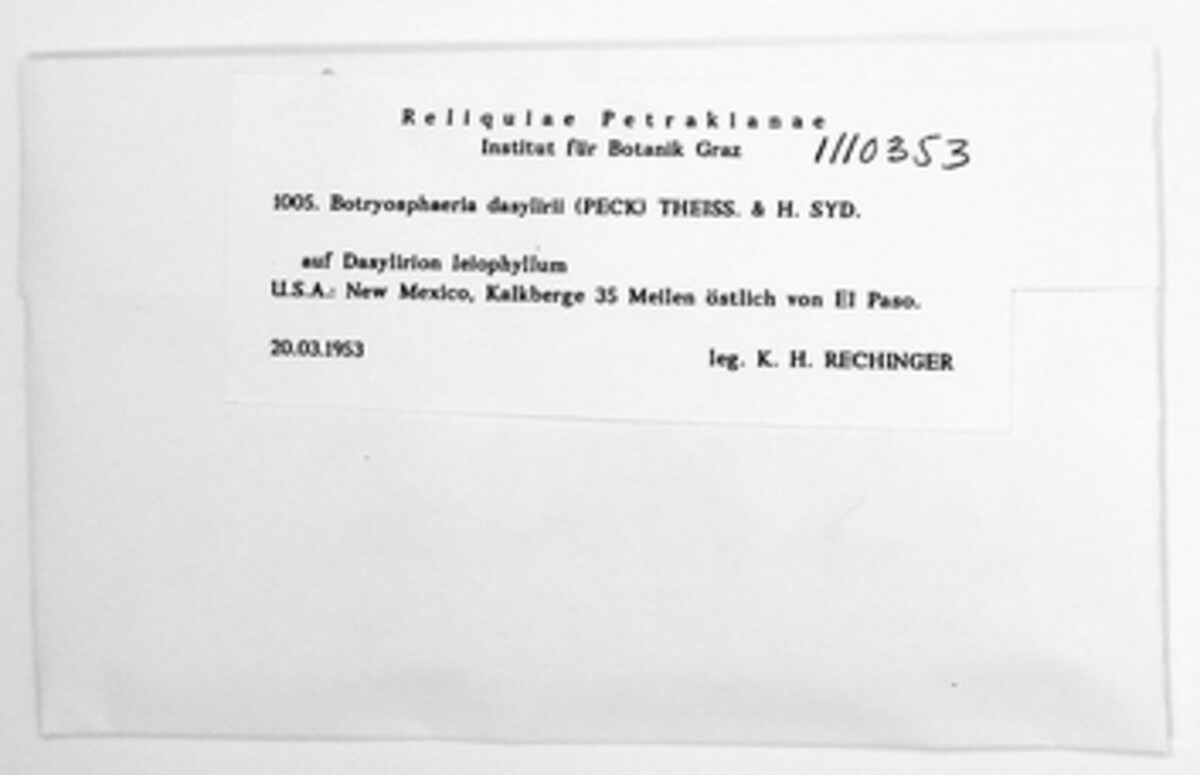 Reliquiae Petrakianae
Institut für Botanik Graz
1110353
1005. Botryosphaeria dasylirii (PECK) THEISS. & H. SYD.
auf Dasylirion leiophyllum
U.S.A.: New Mexico, Kalkberge 35 Meilen östlich von El Paso.
20.03.1953 leg. K. H. RECHINGER